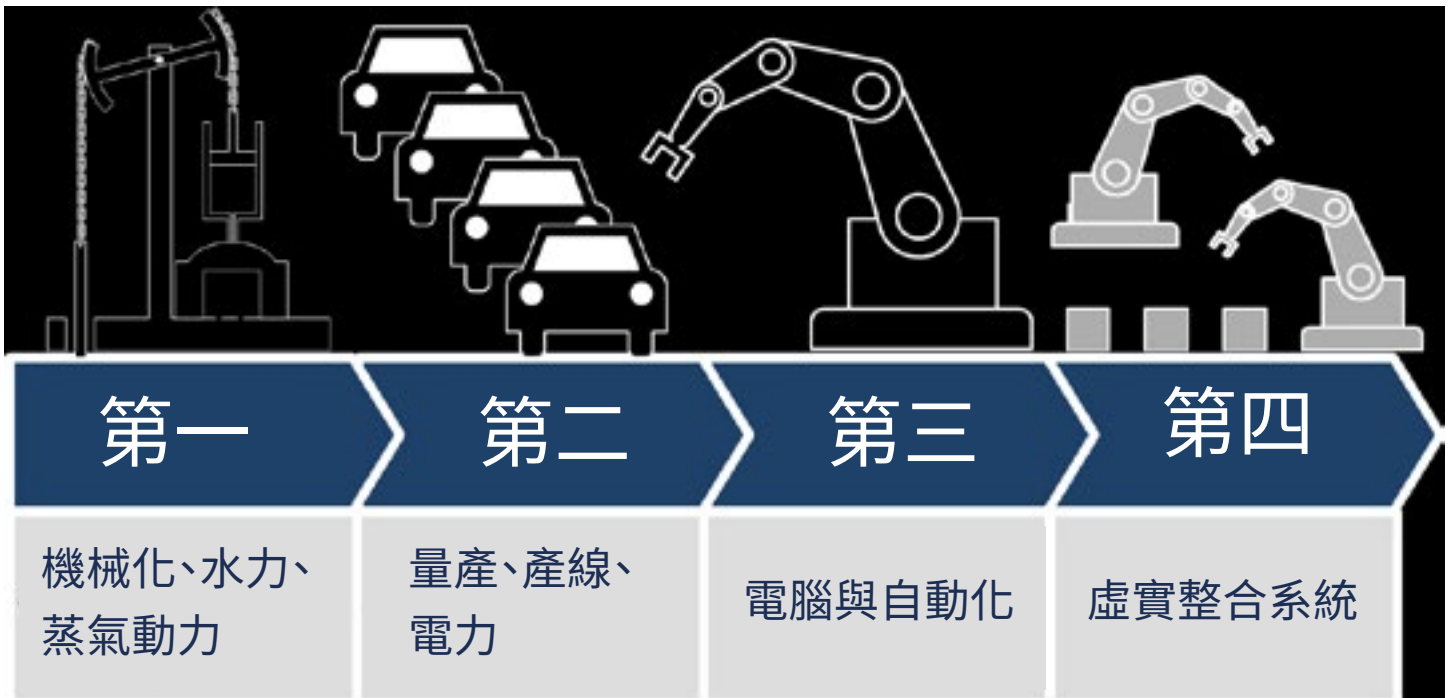 第一
第二
第三
第四
機械化、水力、
蒸氣動力
量產、產線、
電力
電腦與自動化
虛實整合系統